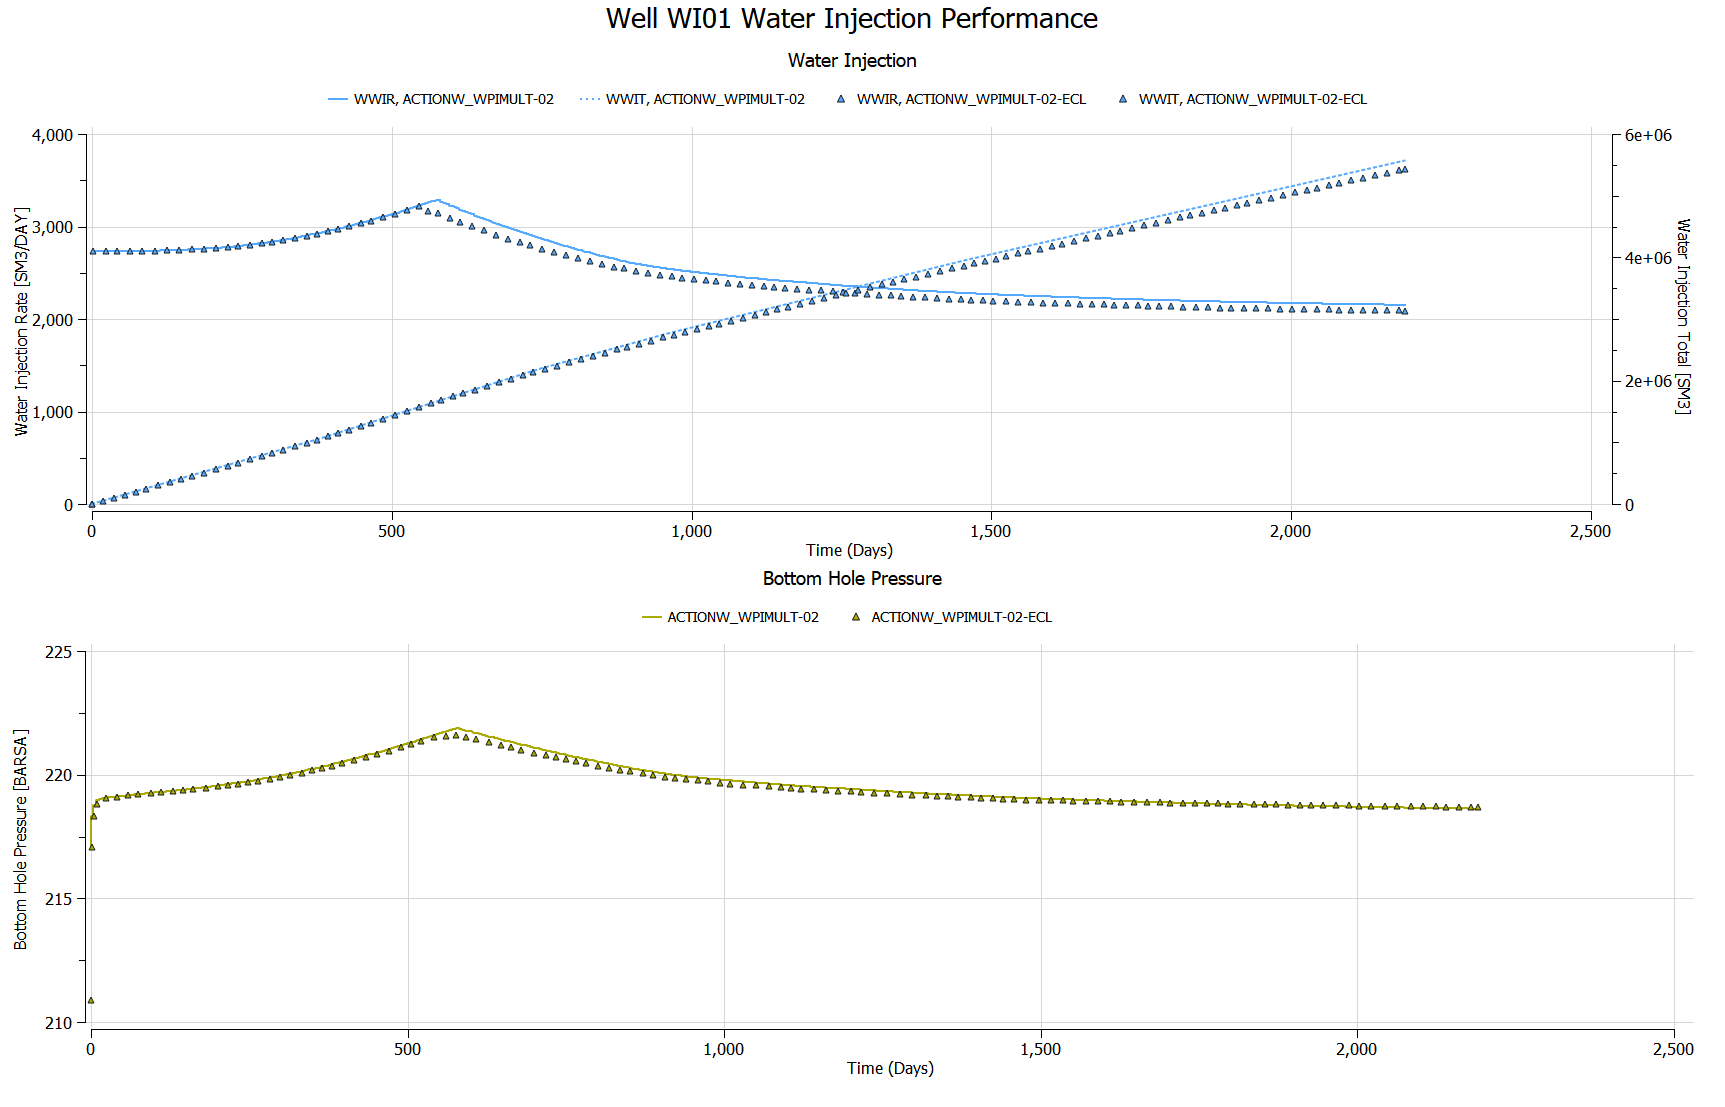 Well WI01 Water Injection Performance
Water Injection
WWIR, ACTIONW_WPIMULT-02 WWIT, ACTIONW_WPIMULT-02 WWIR, ACTIONW_WPIMULT-02-ECL WWIT, ACTIONW_WPIMULT-02-ECL
Water Injection Rate [SM3/DAY]
4,000
3,000
2,000
1,000
0
6e+06
4e+06
2e+06
0
Water Injection Total [SM3]
0 500 1,000 1,500 2,000 2,500
Time (Days)
Bottom Hole Pressure
ACTIONW_WPIMULT-02 ACTIONW_WPIMULT-02-ECL
Bottom Hole Pressure [BARSA]
225
220
215
210
0 500 1,000 1,500 2,000 2,500
Time (Days)